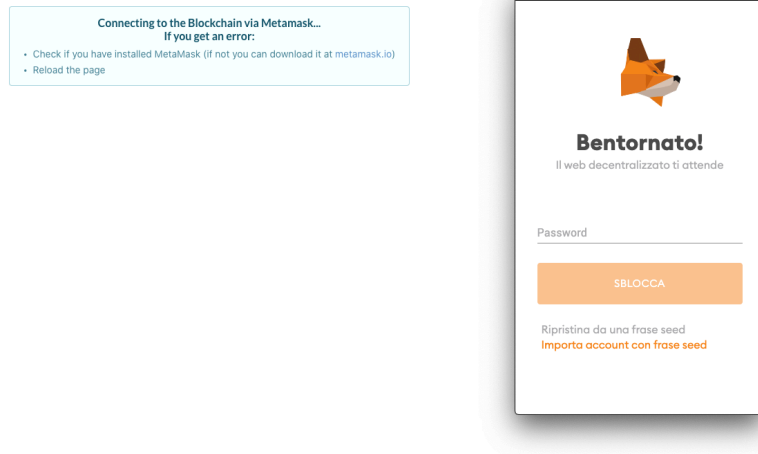 Connecting to the Blockchain via Metamask...
If you get an error:
• Check if you have installed MetaMask (if not you can download it at metamask.io)
• Reload the page
Bentornato!
Il web decentralizzato ti attende
Password
SBLOCCA
Ripristina da una frase seed
Importa account con frase seed